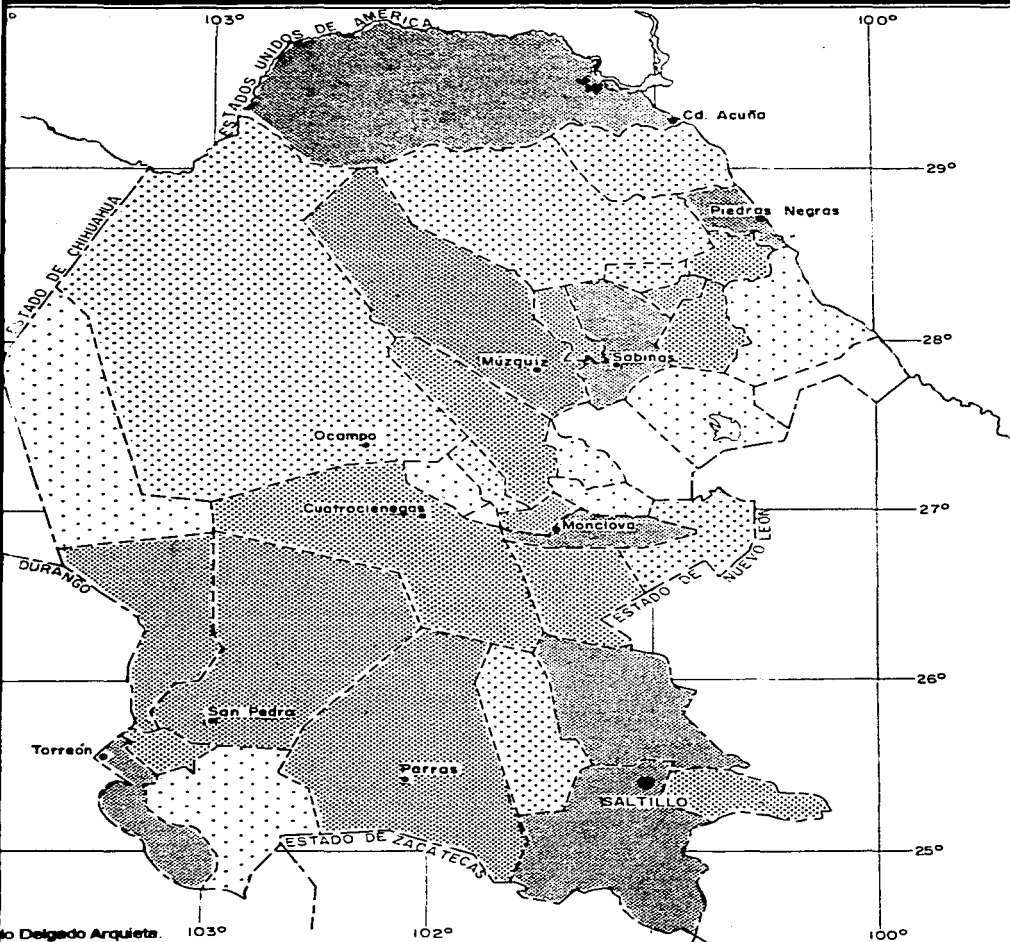 103°
100°
ESTADOS UNIDOS DE AMERICA
Cd. Acuña
29°
Piedras Negras
ESTADO DE CHIHUAHUA
28°
Múzquiz
Sabinas
Ocampo
Cuatrociénegas
27°
Monclova
DURANGO
ESTADO DE NUEVO LEON
26°
San Pedro
Torreón
Parras
SALTILLO
ESTADO DE ZACATECAS
25°
Delgado Arquieta.
103°
102°
100°